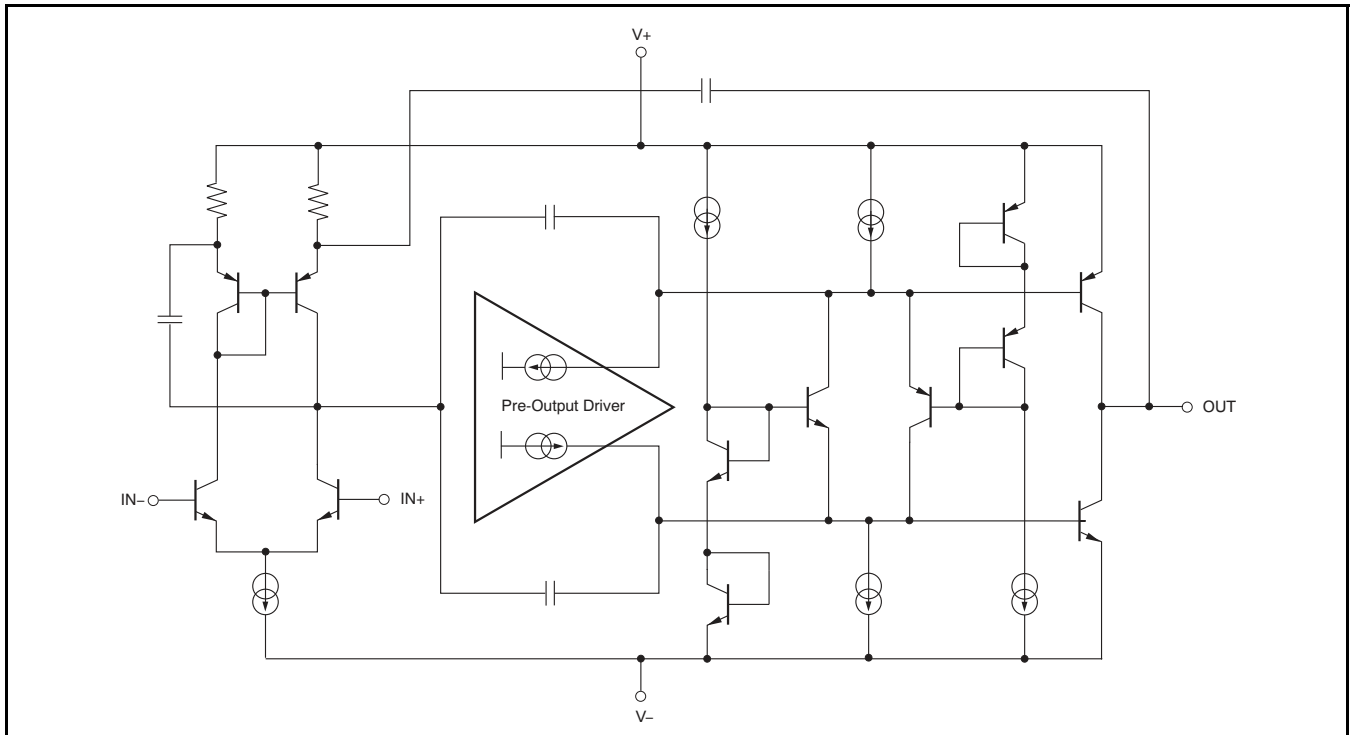 V+
Pre-Output Driver
OUT
IN–
IN+
V–